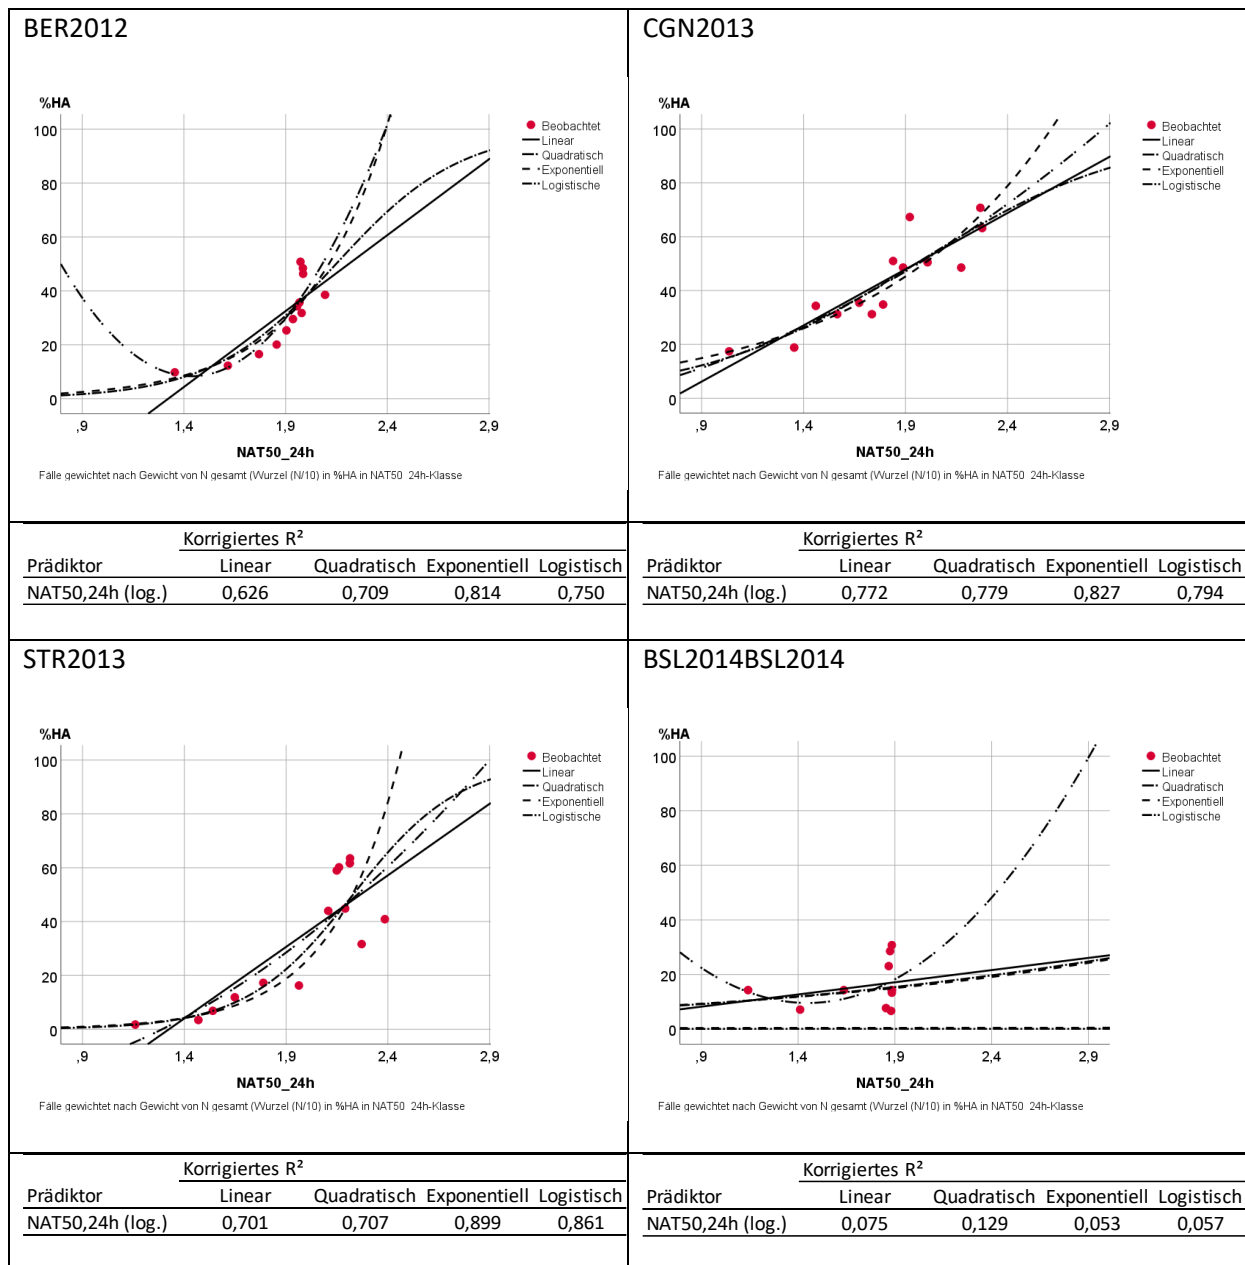 BER2012
%HA
100
80
60
40
20
0
,9 1,4 1,9 2,4 2,9
NAT50_24h
Beobachtet
Linear
Quadratisch
Exponentiell
Logistische
Fälle gewichtet nach Gewicht von N gesamt (Wurzel (N/10) in %HA in NAT50_24h-Klasse
Korrigiertes R²
Prädiktor Linear Quadratisch Exponentiell Logistisch
NAT50,24h (log.) 0,626 0,709 0,814 0,750
CGN2013
%HA
100
80
60
40
20
0
,9 1,4 1,9 2,4 2,9
NAT50_24h
Beobachtet
Linear
Quadratisch
Exponentiell
Logistische
Fälle gewichtet nach Gewicht von N gesamt (Wurzel (N/10) in %HA in NAT50_24h-Klasse
Korrigiertes R²
Prädiktor Linear Quadratisch Exponentiell Logistisch
NAT50,24h (log.) 0,772 0,779 0,827 0,794
STR2013
%HA
100
80
60
40
20
0
,9 1,4 1,9 2,4 2,9
NAT50_24h
Beobachtet
Linear
Quadratisch
Exponentiell
Logistische
Fälle gewichtet nach Gewicht von N gesamt (Wurzel (N/10) in %HA in NAT50_24h-Klasse
Korrigiertes R²
Prädiktor Linear Quadratisch Exponentiell Logistisch
NAT50,24h (log.) 0,701 0,707 0,899 0,861
BSL2014BSL2014
%HA
100
80
60
40
20
0
,9 1,4 1,9 2,4 2,9
NAT50_24h
Beobachtet
Linear
Quadratisch
Exponentiell
Logistische
Fälle gewichtet nach Gewicht von N gesamt (Wurzel (N/10) in %HA in NAT50_24h-Klasse
Korrigiertes R²
Prädiktor Linear Quadratisch Exponentiell Logistisch
NAT50,24h (log.) 0,075 0,129 0,053 0,057